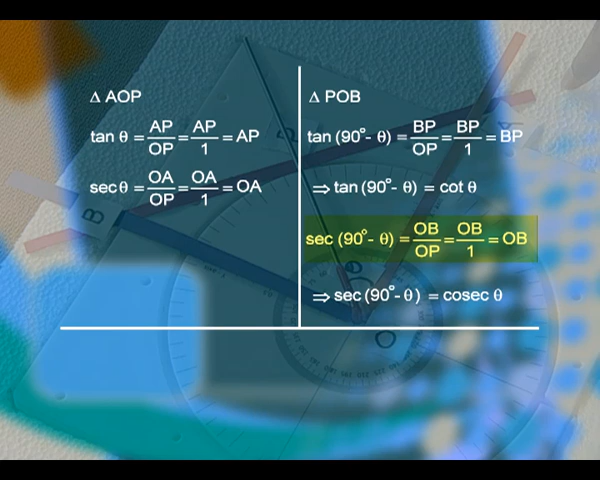 Δ AOP
tan θ = AP/OP = AP/1 = AP
sec θ = OA/OP = OA/1 = OA
Δ POB
tan (90° - θ) = BP/OP = BP/1 = BP
⇒ tan (90° - θ) = cot θ
sec (90° - θ) = OB/OP = OB/1 = OB
⇒ sec (90° - θ) = cosec θ
B
O